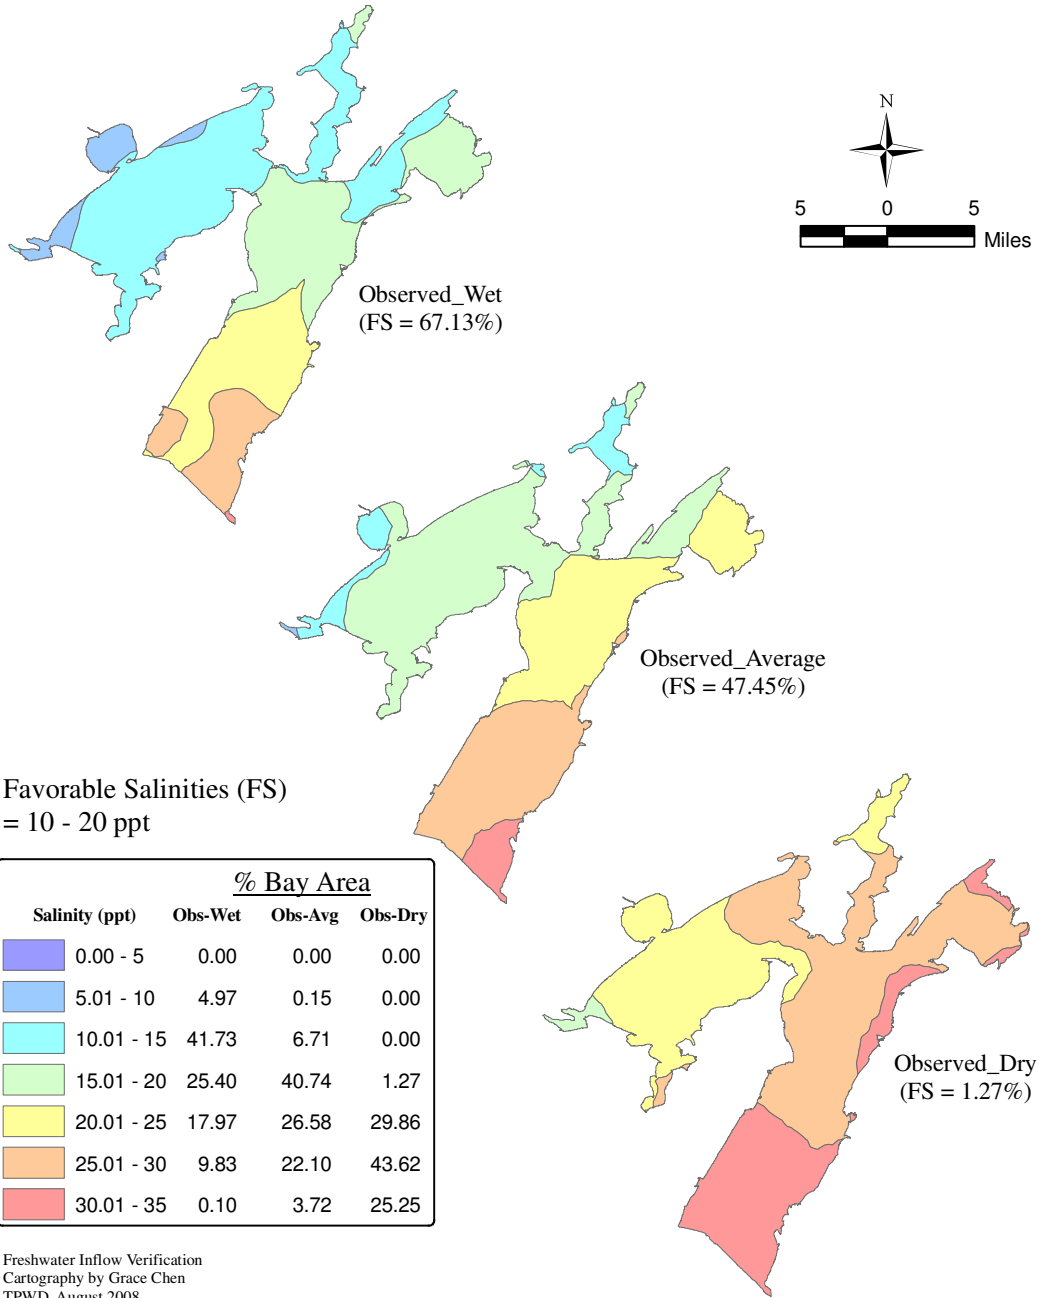 N
5 0 5
Miles
Observed_Wet
(FS = 67.13%)
Observed_Average
(FS = 47.45%)
Favorable Salinities (FS)
= 10 - 20 ppt
% Bay Area
Salinity (ppt) Obs-Wet Obs-Avg Obs-Dry
0.00 - 5 0.00 0.00 0.00
5.01 - 10 4.97 0.15 0.00
10.01 - 15 41.73 6.71 0.00
15.01 - 20 25.40 40.74 1.27
20.01 - 25 17.97 26.58 29.86
25.01 - 30 9.83 22.10 43.62
30.01 - 35 0.10 3.72 25.25
Observed_Dry
(FS = 1.27%)
Freshwater Inflow Verification
Cartography by Grace Chen
TPWD, August 2008